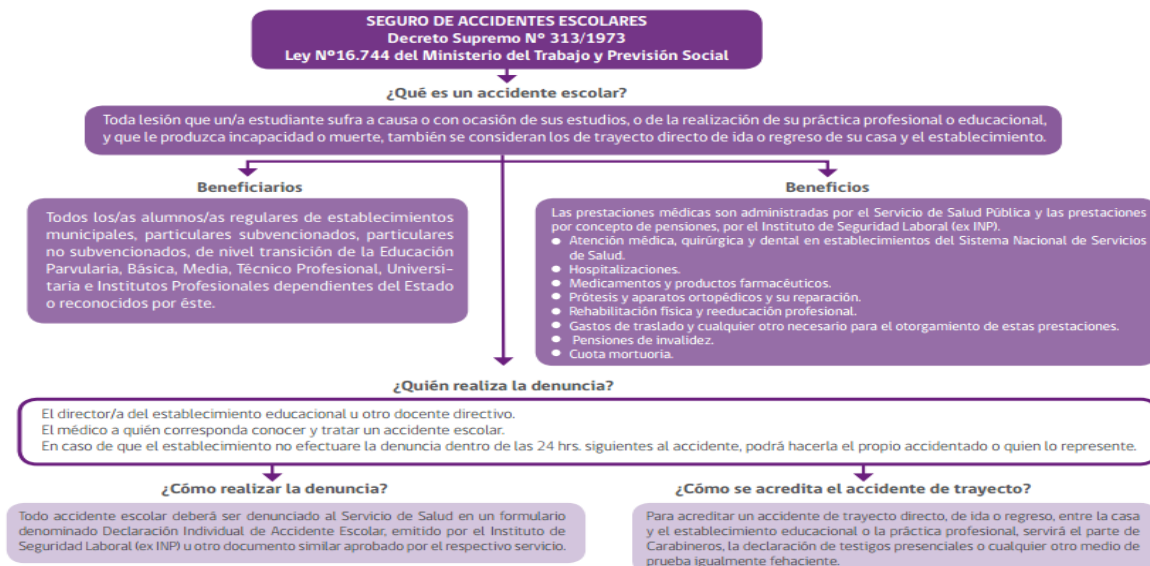 SEGURO DE ACCIDENTES ESCOLARES
Decreto Supremo Nº 313/1973
Ley Nº16.744 del Ministerio del Trabajo y Previsión Social
¿Qué es un accidente escolar?
Toda lesión que un/a estudiante sufra a causa o con ocasión de sus estudios, o de la realización de su práctica profesional o educacional,
y que le produzca incapacidad o muerte, también se consideran los de trayecto directo de ida o regreso de su casa y el establecimiento.
Beneficiarios
Todos los/as alumnos/as regulares de establecimientos
municipales, particulares subvencionados, particulares
no subvencionados, de nivel transición de la Educación
Parvularia, Básica, Media, Técnico Profesional, Universi-
taria e Institutos Profesionales dependientes del Estado
o reconocidos por éste.
Beneficios
Las prestaciones médicas son administradas por el Servicio de Salud Pública y las prestaciones
por concepto de pensiones, por el Instituto de Seguridad Laboral (ex INP).
● Atención médica, quirúrgica y dental en establecimientos del Sistema Nacional de Servicios
de Salud.
● Hospitalizaciones.
● Medicamentos y productos farmacéuticos.
● Prótesis y aparatos ortopédicos y su reparación.
● Rehabilitación física y reeducación profesional.
● Gastos de traslado y cualquier otro necesario para el otorgamiento de estas prestaciones.
● Pensiones de invalidez.
● Cuota mortuoria.
¿Quién realiza la denuncia?
El director/a del establecimiento educacional u otro docente directivo.
El médico a quién corresponda conocer y tratar un accidente escolar.
En caso de que el establecimiento no efectuare la denuncia dentro de las 24 hrs. siguientes al accidente, podrá hacerla el propio accidentado o quien lo represente.
¿Cómo realizar la denuncia?
Todo accidente escolar deberá ser denunciado al Servicio de Salud en un formulario
denominado Declaración Individual de Accidente Escolar, emitido por el Instituto de
Seguridad Laboral (ex INP) u otro documento similar aprobado por el respectivo servicio.
¿Cómo se acredita el accidente de trayecto?
Para acreditar un accidente de trayecto directo, de ida o regreso, entre la casa
y el establecimiento educacional o la práctica profesional, servirá el parte de
Carabineros, la declaración de testigos presenciales o cualquier otro medio de
prueba igualmente fehaciente.